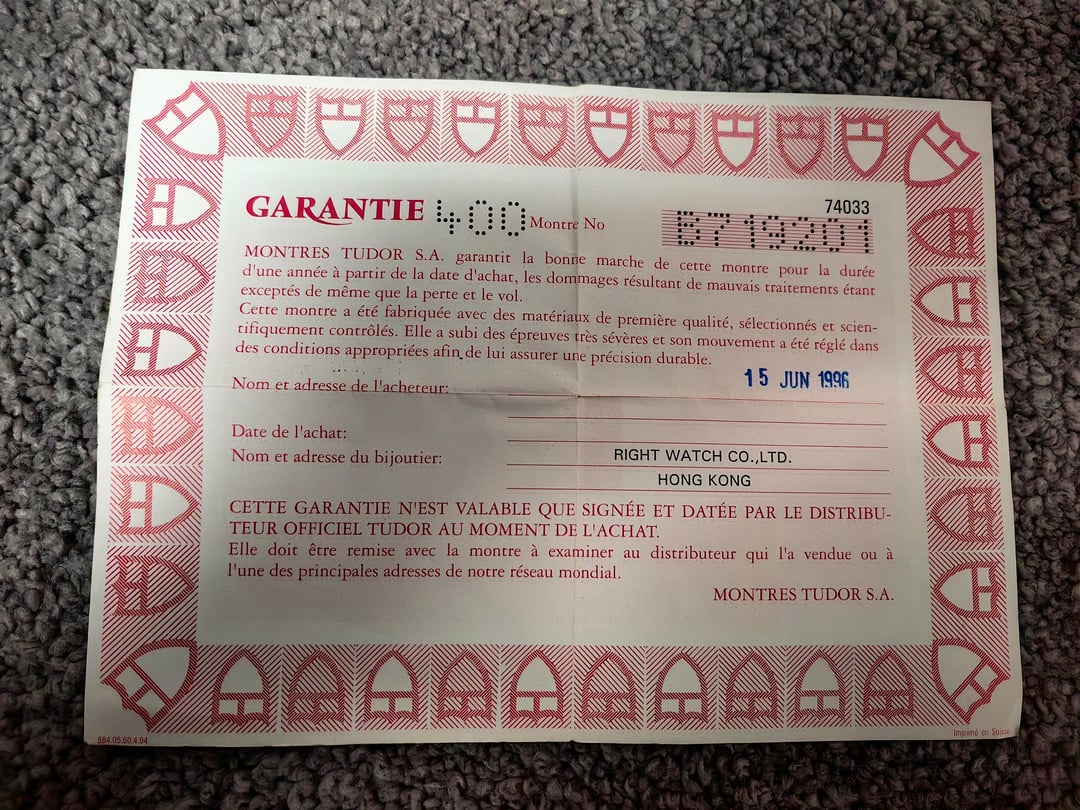 74033
GARANTIE 400 Montre No B719201
MONTRES TUDOR S.A. garantit la bonne marche de cette montre pour la durée
d'une année à partir de la date d'achat, les dommages résultant de mauvais traitements étant
exceptés de même que la perte et le vol.
Cette montre a été fabriquée avec des matériaux de première qualité, sélectionnés et scien-
tifiquement contrôlés. Elle a subi des épreuves très sévères et son mouvement a été réglé dans
des conditions appropriées afin de lui assurer une précision durable.
15 JUN 1996
Nom et adresse de l'acheteur:
Date de l'achat:
Nom et adresse du bijoutier: RIGHT WATCH CO.,LTD.
HONG KONG
CETTE GARANTIE N'EST VALABLE QUE SIGNÉE ET DATÉE PAR LE DISTRIBU-
TEUR OFFICIEL TUDOR AU MOMENT DE L'ACHAT.
Elle doit être remise avec la montre à examiner au distributeur qui l'a vendue ou à
l'une des principales adresses de notre réseau mondial.
MONTRES TUDOR S.A.
584.05.50.4.94
Imprimé en Suisse